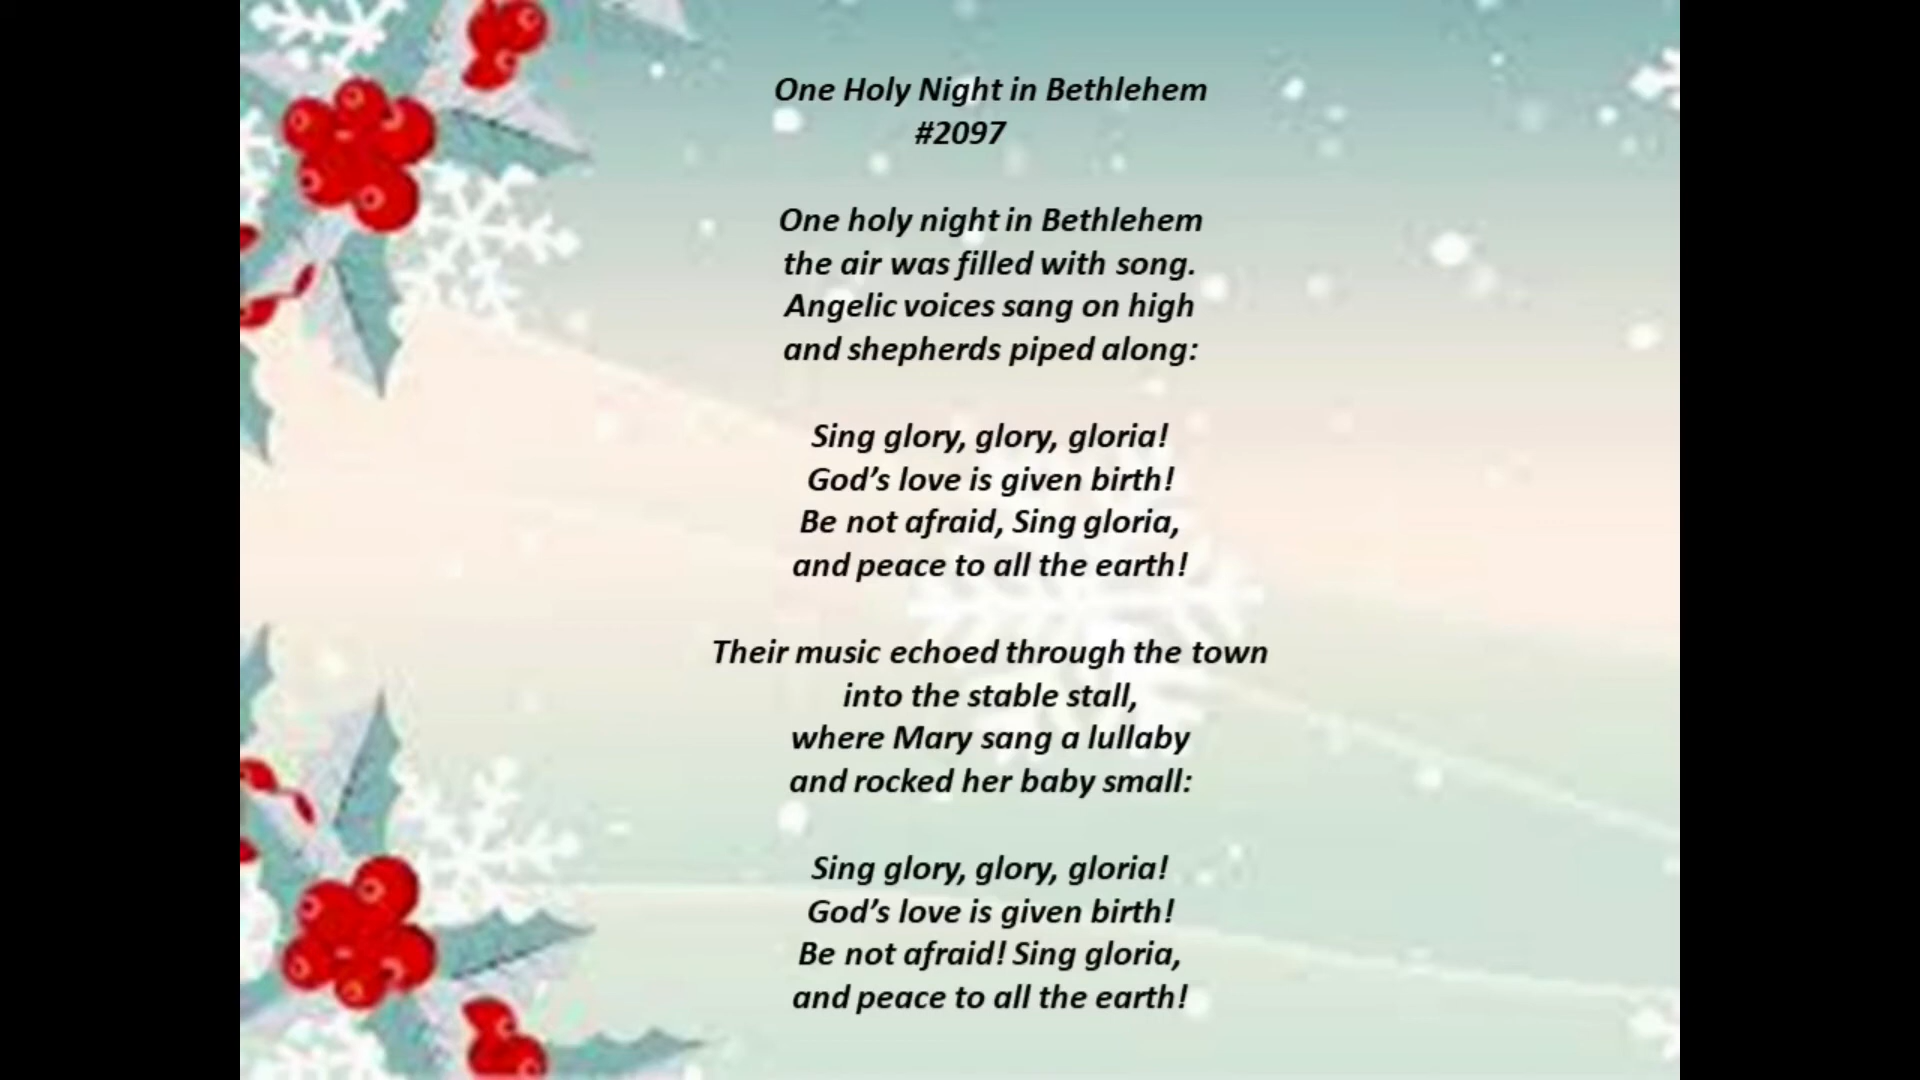 One Holy Night in Bethlehem
#2097
One holy night in Bethlehem
the air was filled with song.
Angelic voices sang on high
and shepherds piped along:
Sing glory, glory, gloria!
God’s love is given birth!
Be not afraid, Sing gloria,
and peace to all the earth!
Their music echoed through the town
into the stable stall,
where Mary sang a lullaby
and rocked her baby small:
Sing glory, glory, gloria!
God’s love is given birth!
Be not afraid! Sing gloria,
and peace to all the earth!